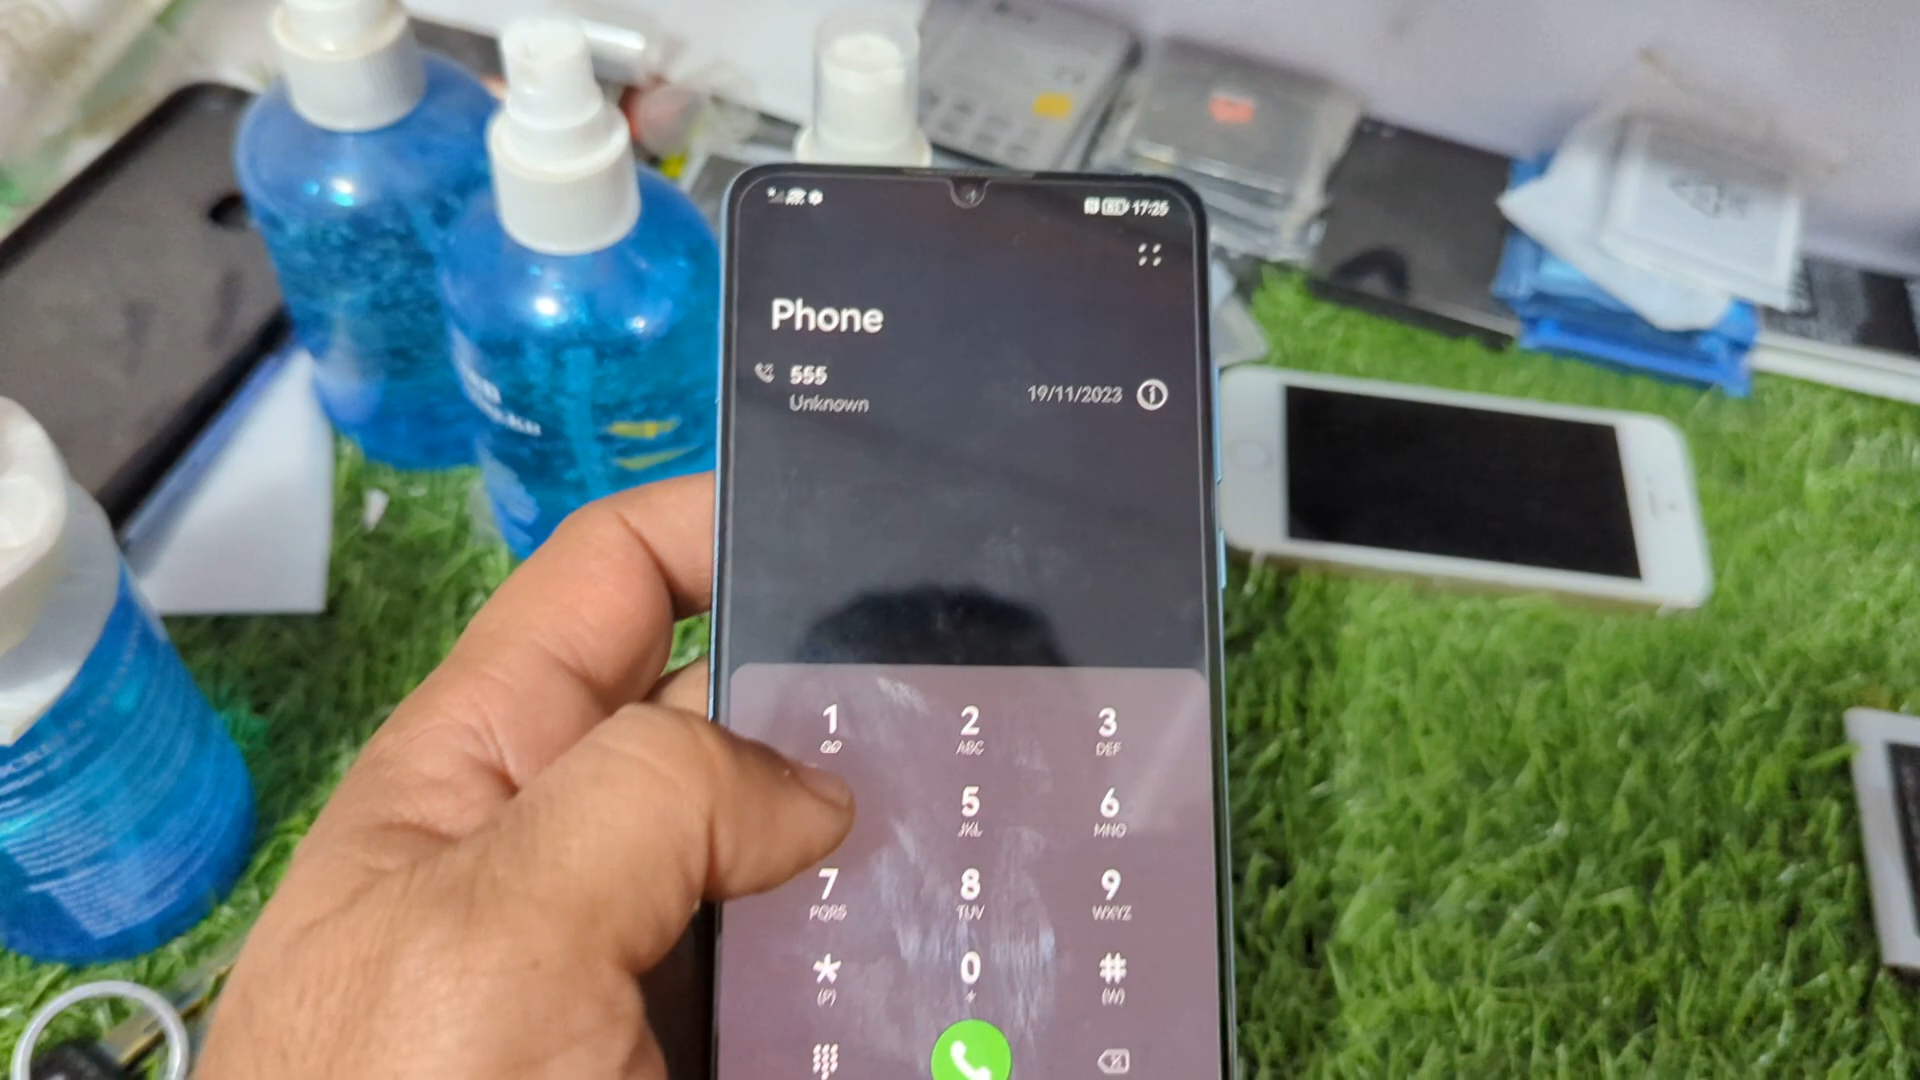 17:25
Phone
555
Unknown
19/11/2023
1 2 3
ABC DEF
5 6
JKL MNO
7 8 9
PQRS TUV WXYZ
* 0 #
(P) + (W)